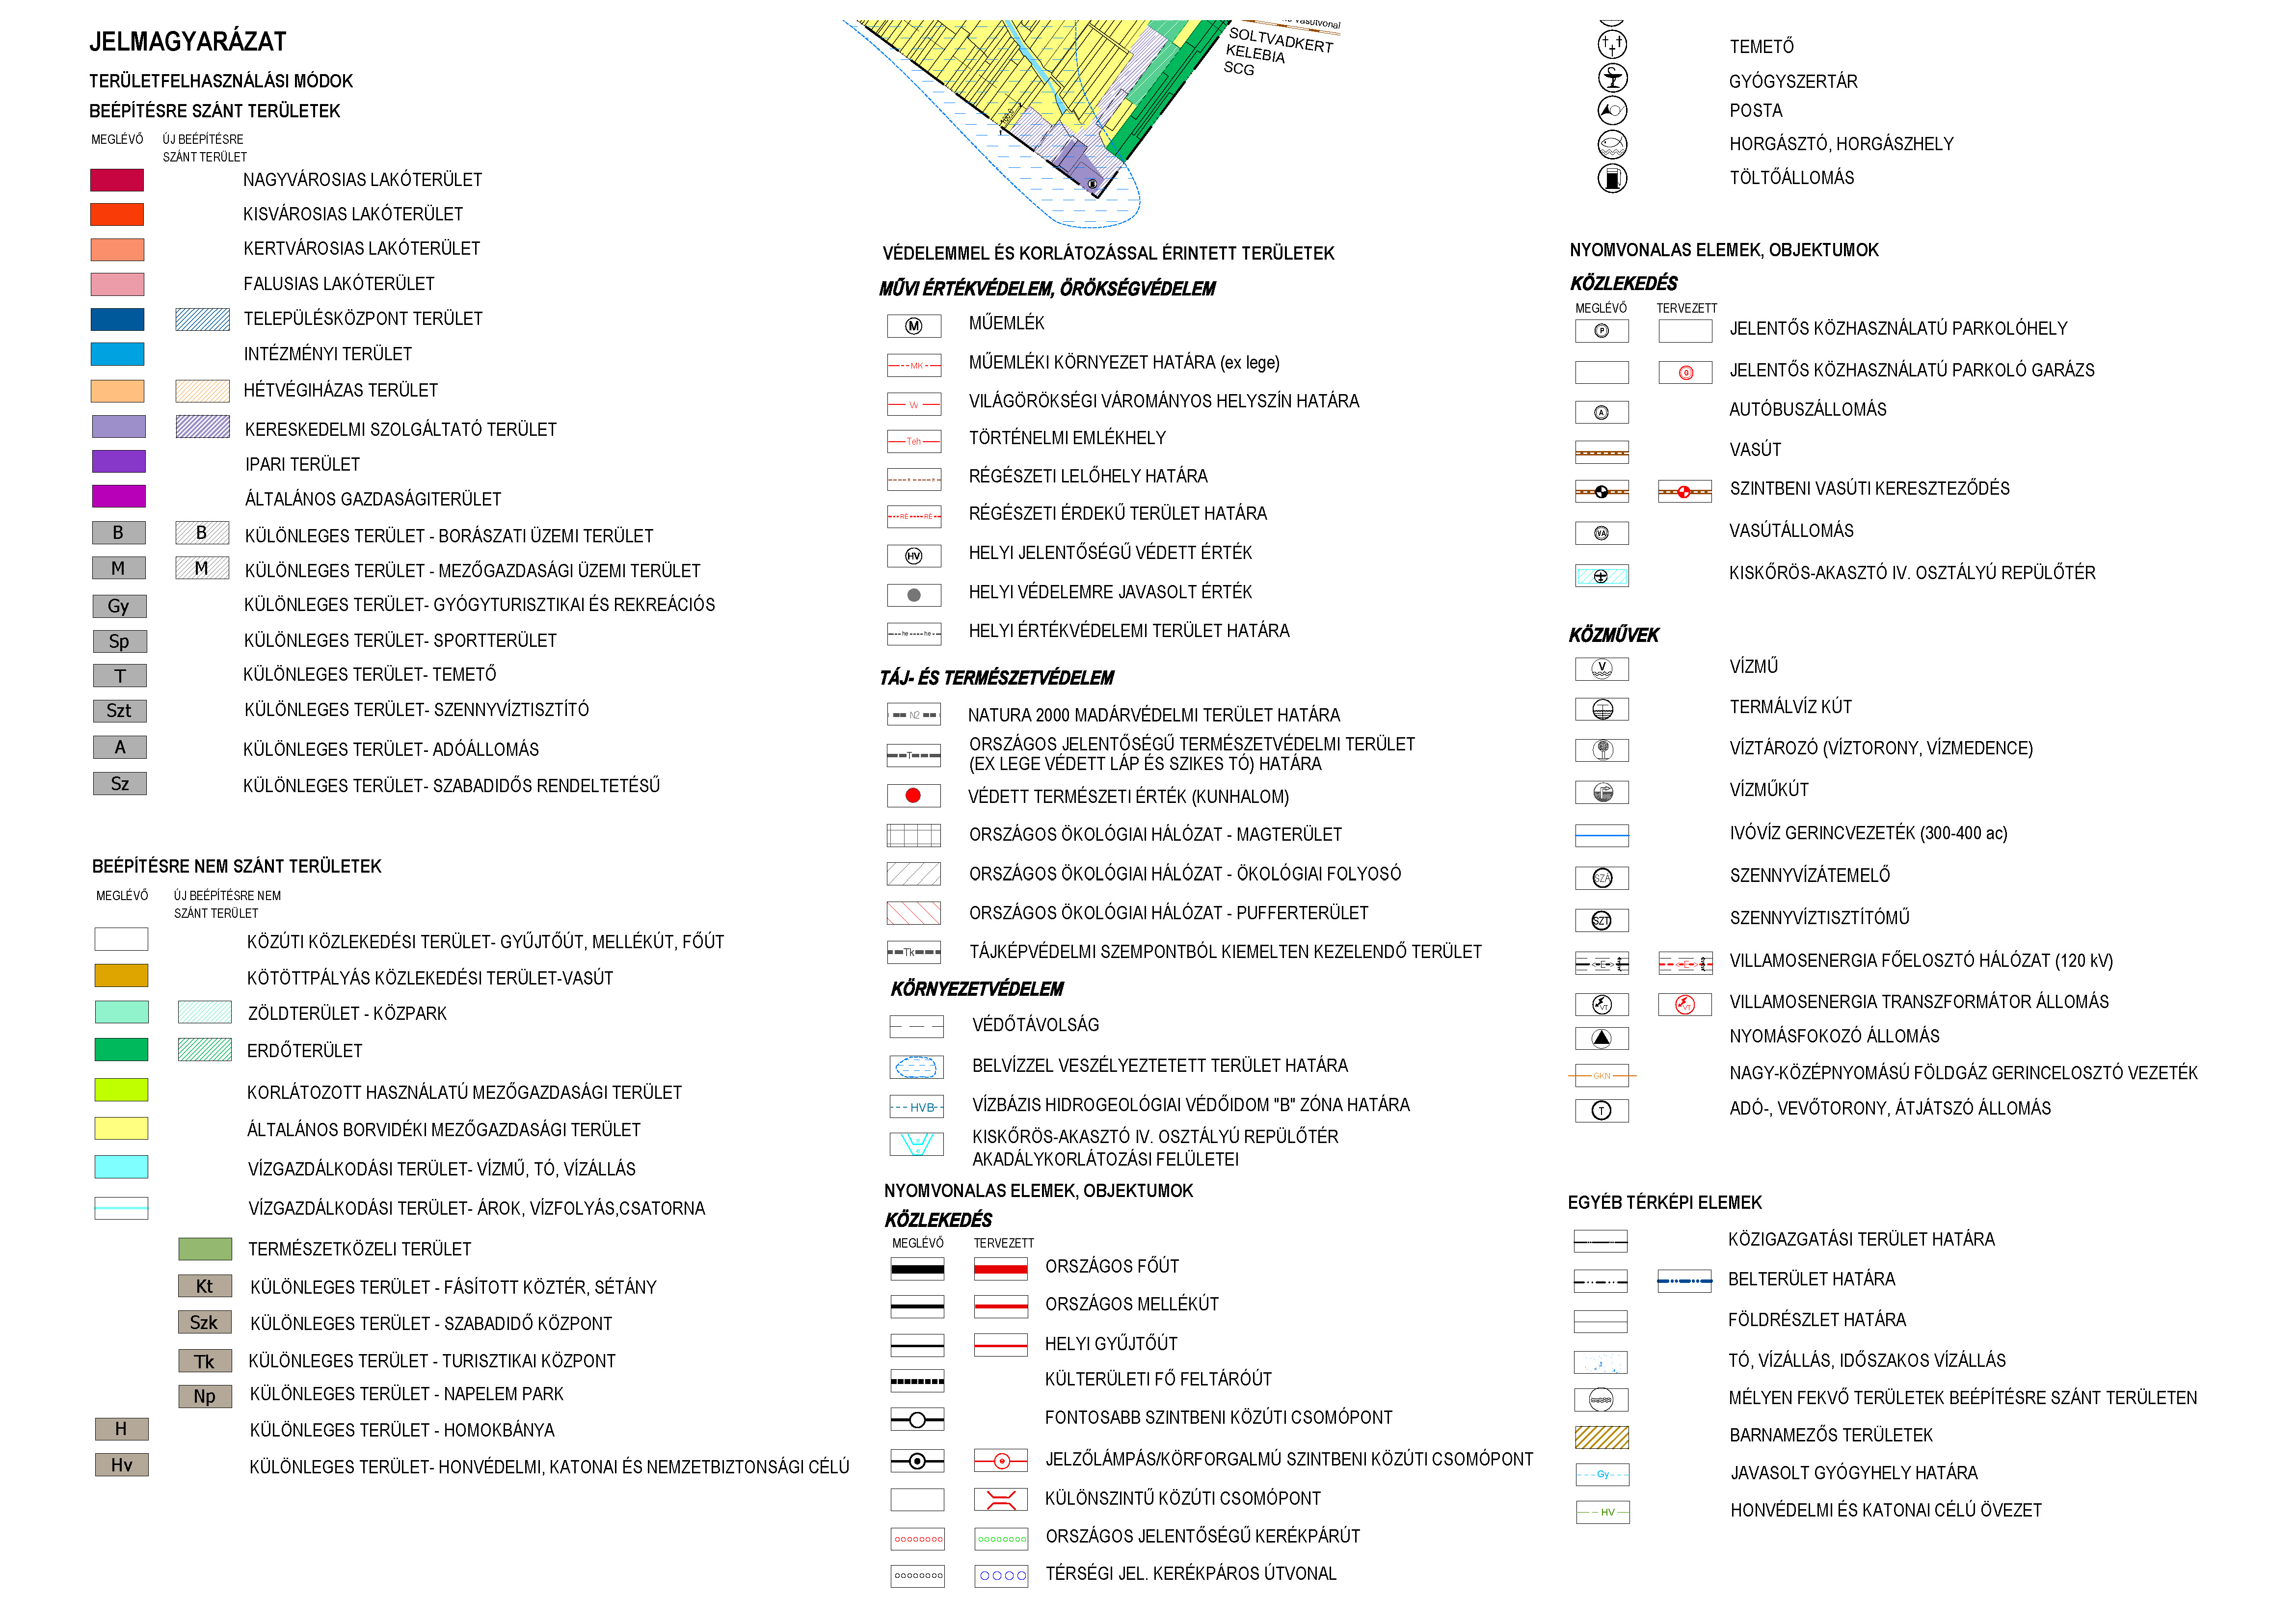 JELMAGYARÁZAT
TERÜLETFELHASZNÁLÁSI MÓDOK
BEÉPÍTÉSRE SZÁNT TERÜLETEK
MEGLÉVŐ ÚJ BEÉPÍTÉSRE
SZÁNT TERÜLET
NAGYVÁROSIAS LAKÓTERÜLET
KISVÁROSIAS LAKÓTERÜLET
KERTVÁROSIAS LAKÓTERÜLET
FALUSIAS LAKÓTERÜLET
TELEPÜLÉSKÖZPONT TERÜLET
INTÉZMÉNYI TERÜLET
HÉTVÉGIHÁZAS TERÜLET
KERESKEDELMI SZOLGÁLTATÓ TERÜLET
IPARI TERÜLET
ÁLTALÁNOS GAZDASÁGITERÜLET
B B KÜLÖNLEGES TERÜLET - BORÁSZATI ÜZEMI TERÜLET
M M KÜLÖNLEGES TERÜLET - MEZŐGAZDASÁGI ÜZEMI TERÜLET
Gy KÜLÖNLEGES TERÜLET- GYÓGYTURISZTIKAI ÉS REKREÁCIÓS
Sp KÜLÖNLEGES TERÜLET- SPORTTERÜLET
T KÜLÖNLEGES TERÜLET- TEMETŐ
Szt KÜLÖNLEGES TERÜLET- SZENNYVÍZTISZTÍTÓ
A KÜLÖNLEGES TERÜLET- ADÓÁLLOMÁS
Sz KÜLÖNLEGES TERÜLET- SZABADIDŐS RENDELTETÉSŰ
BEÉPÍTÉSRE NEM SZÁNT TERÜLETEK
MEGLÉVŐ ÚJ BEÉPÍTÉSRE NEM
SZÁNT TERÜLET
KÖZÚTI KÖZLEKEDÉSI TERÜLET- GYŰJTŐÚT, MELLÉKÚT, FŐÚT
KÖTÖTTPÁLYÁS KÖZLEKEDÉSI TERÜLET-VASÚT
ZÖLDTERÜLET - KÖZPARK
ERDŐTERÜLET
KORLÁTOZOTT HASZNÁLATÚ MEZŐGAZDASÁGI TERÜLET
ÁLTALÁNOS BORVIDÉKI MEZŐGAZDASÁGI TERÜLET
VÍZGAZDÁLKODÁSI TERÜLET- VÍZMŰ, TÓ, VÍZÁLLÁS
VÍZGAZDÁLKODÁSI TERÜLET- ÁROK, VÍZFOLYÁS,CSATORNA
TERMÉSZETKÖZELI TERÜLET
Kt KÜLÖNLEGES TERÜLET - FÁSÍTOTT KÖZTÉR, SÉTÁNY
Szk KÜLÖNLEGES TERÜLET - SZABADIDŐ KÖZPONT
Tk KÜLÖNLEGES TERÜLET - TURISZTIKAI KÖZPONT
Np KÜLÖNLEGES TERÜLET - NAPELEM PARK
H KÜLÖNLEGES TERÜLET - HOMOKBÁNYA
Hv KÜLÖNLEGES TERÜLET- HONVÉDELMI, KATONAI ÉS NEMZETBIZTONSÁGI CÉLÚ
vasútvonal
SOLTVADKERT
KELEBIA
SCG
VÉDELEMMEL ÉS KORLÁTOZÁSSAL ÉRINTETT TERÜLETEK
MŰVI ÉRTÉKVÉDELEM, ÖRÖKSÉGVÉDELEM
M MŰEMLÉK
MK MŰEMLÉKI KÖRNYEZET HATÁRA (ex lege)
Vv VILÁGÖRÖKSÉGI VÁROMÁNYOS HELYSZÍN HATÁRA
Teh TÖRTÉNELMI EMLÉKHELY
RÉGÉSZETI LELŐHELY HATÁRA
RÉ RÉ RÉGÉSZETI ÉRDEKŰ TERÜLET HATÁRA
HV HELYI JELENTŐSÉGŰ VÉDETT ÉRTÉK
HELYI VÉDELEMRE JAVASOLT ÉRTÉK
he he HELYI ÉRTÉKVÉDELEMI TERÜLET HATÁRA
TÁJ- ÉS TERMÉSZETVÉDELEM
N2 NATURA 2000 MADÁRVÉDELMI TERÜLET HATÁRA
T ORSZÁGOS JELENTŐSÉGŰ TERMÉSZETVÉDELMI TERÜLET
(EX LEGE VÉDETT LÁP ÉS SZIKES TÓ) HATÁRA
VÉDETT TERMÉSZETI ÉRTÉK (KUNHALOM)
ORSZÁGOS ÖKOLÓGIAI HÁLÓZAT - MAGTERÜLET
ORSZÁGOS ÖKOLÓGIAI HÁLÓZAT - ÖKOLÓGIAI FOLYOSÓ
ORSZÁGOS ÖKOLÓGIAI HÁLÓZAT - PUFFERTERÜLET
Tk TÁJKÉPVÉDELMI SZEMPONTBÓL KIEMELTEN KEZELENDŐ TERÜLET
KÖRNYEZETVÉDELEM
VÉDŐTÁVOLSÁG
BELVÍZZEL VESZÉLYEZTETETT TERÜLET HATÁRA
HVB VÍZBÁZIS HIDROGEOLÓGIAI VÉDŐIDOM "B" ZÓNA HATÁRA
KISKŐRÖS-AKASZTÓ IV. OSZTÁLYÚ REPÜLŐTÉR
AKADÁLYKORLÁTOZÁSI FELÜLETEI
NYOMVONALAS ELEMEK, OBJEKTUMOK
KÖZLEKEDÉS
MEGLÉVŐ TERVEZETT
ORSZÁGOS FŐÚT
ORSZÁGOS MELLÉKÚT
HELYI GYŰJTŐÚT
KÜLTERÜLETI FŐ FELTÁRÓÚT
FONTOSABB SZINTBENI KÖZÚTI CSOMÓPONT
JELZŐLÁMPÁS/KÖRFORGALMÚ SZINTBENI KÖZÚTI CSOMÓPONT
KÜLÖNSZINTŰ KÖZÚTI CSOMÓPONT
ORSZÁGOS JELENTŐSÉGŰ KERÉKPÁRÚT
TÉRSÉGI JEL. KERÉKPÁROS ÚTVONAL
TEMETŐ
GYÓGYSZERTÁR
POSTA
HORGÁSZTÓ, HORGÁSZHELY
TÖLTŐÁLLOMÁS
NYOMVONALAS ELEMEK, OBJEKTUMOK
KÖZLEKEDÉS
MEGLÉVŐ TERVEZETT
P JELENTŐS KÖZHASZNÁLATÚ PARKOLÓHELY
G JELENTŐS KÖZHASZNÁLATÚ PARKOLÓ GARÁZS
A AUTÓBUSZÁLLOMÁS
VASÚT
SZINTBENI VASÚTI KERESZTEZŐDÉS
VA VASÚTÁLLOMÁS
KISKŐRÖS-AKASZTÓ IV. OSZTÁLYÚ REPÜLŐTÉR
KÖZMŰVEK
V VÍZMŰ
TERMÁLVÍZ KÚT
VÍZTÁROZÓ (VÍZTORONY, VÍZMEDENCE)
VÍZMŰKÚT
IVÓVÍZ GERINCVEZETÉK (300-400 ac)
SZÁ SZENNYVÍZÁTEMELŐ
SZT SZENNYVÍZTISZTÍTÓMŰ
E E VILLAMOSENERGIA FŐELOSZTÓ HÁLÓZAT (120 kV)
VT VT VILLAMOSENERGIA TRANSZFORMÁTOR ÁLLOMÁS
NYOMÁSFOKOZÓ ÁLLOMÁS
GKN NAGY-KÖZÉPNYOMÁSÚ FÖLDGÁZ GERINCELOSZTÓ VEZETÉK
T ADÓ-, VEVŐTORONY, ÁTJÁTSZÓ ÁLLOMÁS
EGYÉB TÉRKÉPI ELEMEK
KÖZIGAZGATÁSI TERÜLET HATÁRA
BELTERÜLET HATÁRA
FÖLDRÉSZLET HATÁRA
TÓ, VÍZÁLLÁS, IDŐSZAKOS VÍZÁLLÁS
MÉLYEN FEKVŐ TERÜLETEK BEÉPÍTÉSRE SZÁNT TERÜLETEN
BARNAMEZŐS TERÜLETEK
Gy JAVASOLT GYÓGYHELY HATÁRA
HV HONVÉDELMI ÉS KATONAI CÉLÚ ÖVEZET